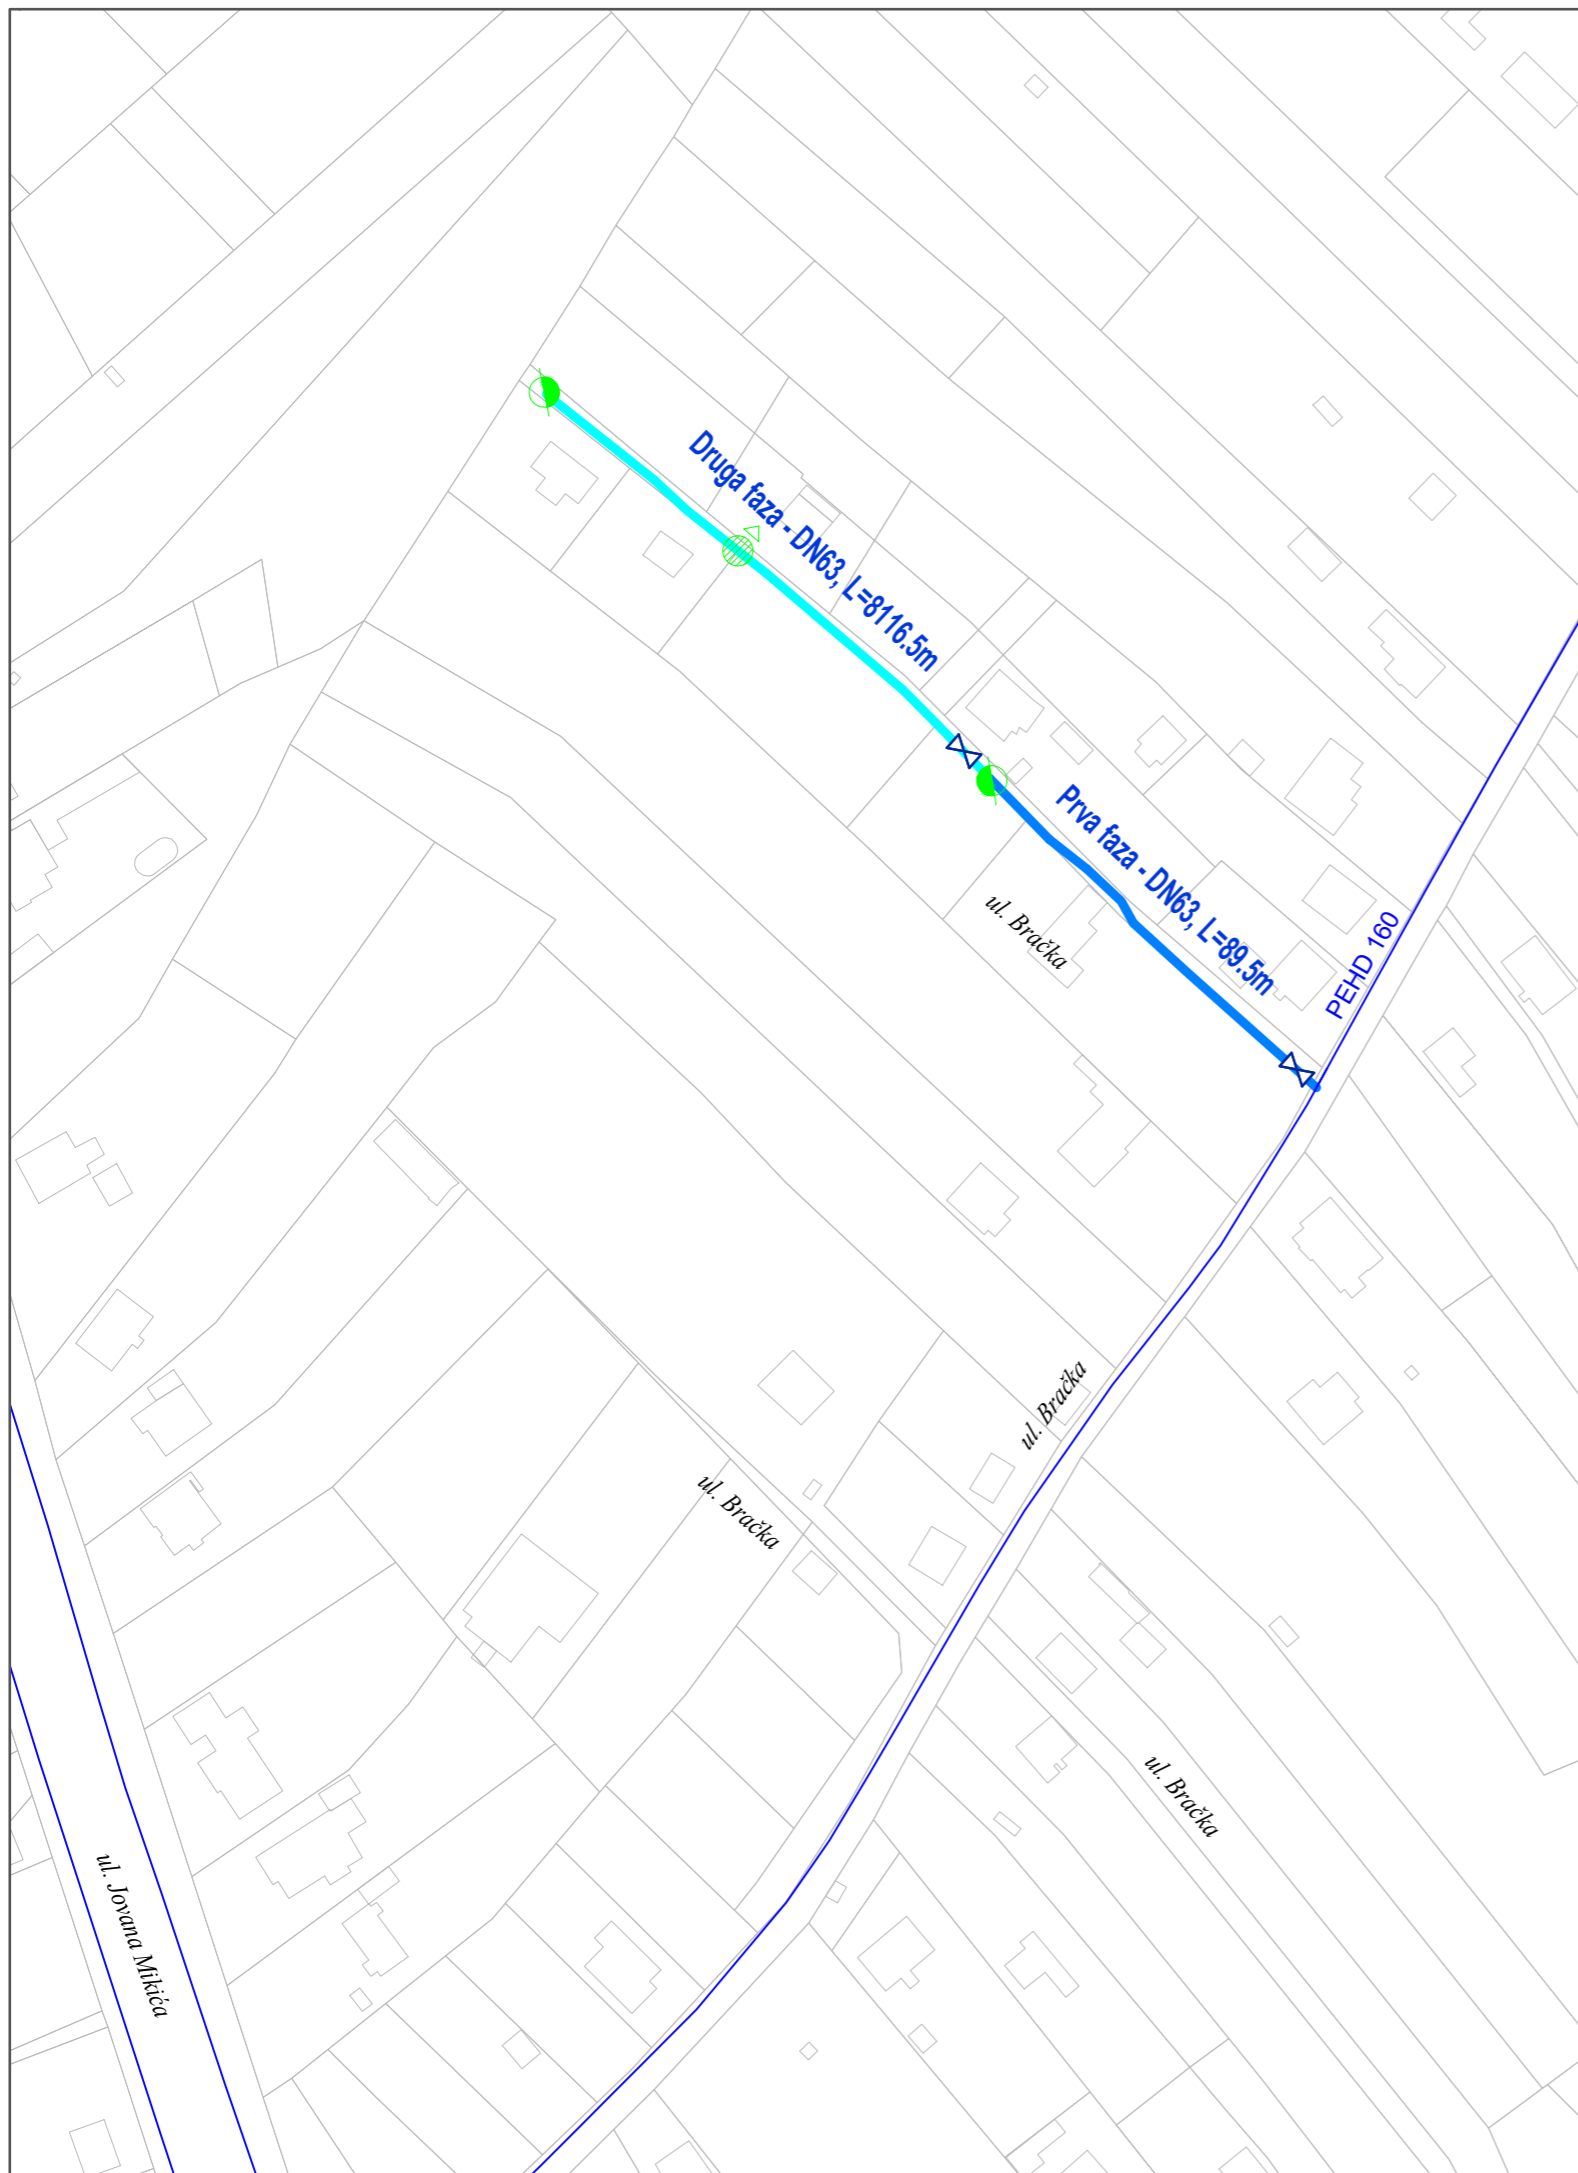 Druga faza - DN63, L=8116.5m
Prva faza - DN63, L=89.5m
ul. Bračka
PEHD 160
ul. Bračka
ul. Bračka
ul. Bračka
ul. Jovana Mikića